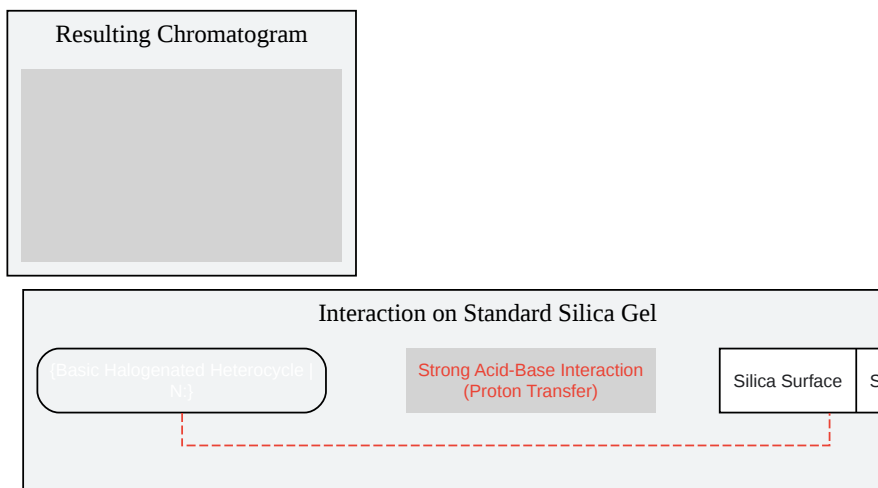 Resulting Chromatogram
Interaction on Standard Silica Gel
{Basic Halogenated Heterocycle |
N:}
Strong Acid-Base Interaction
(Proton Transfer)
Silica Surface
S